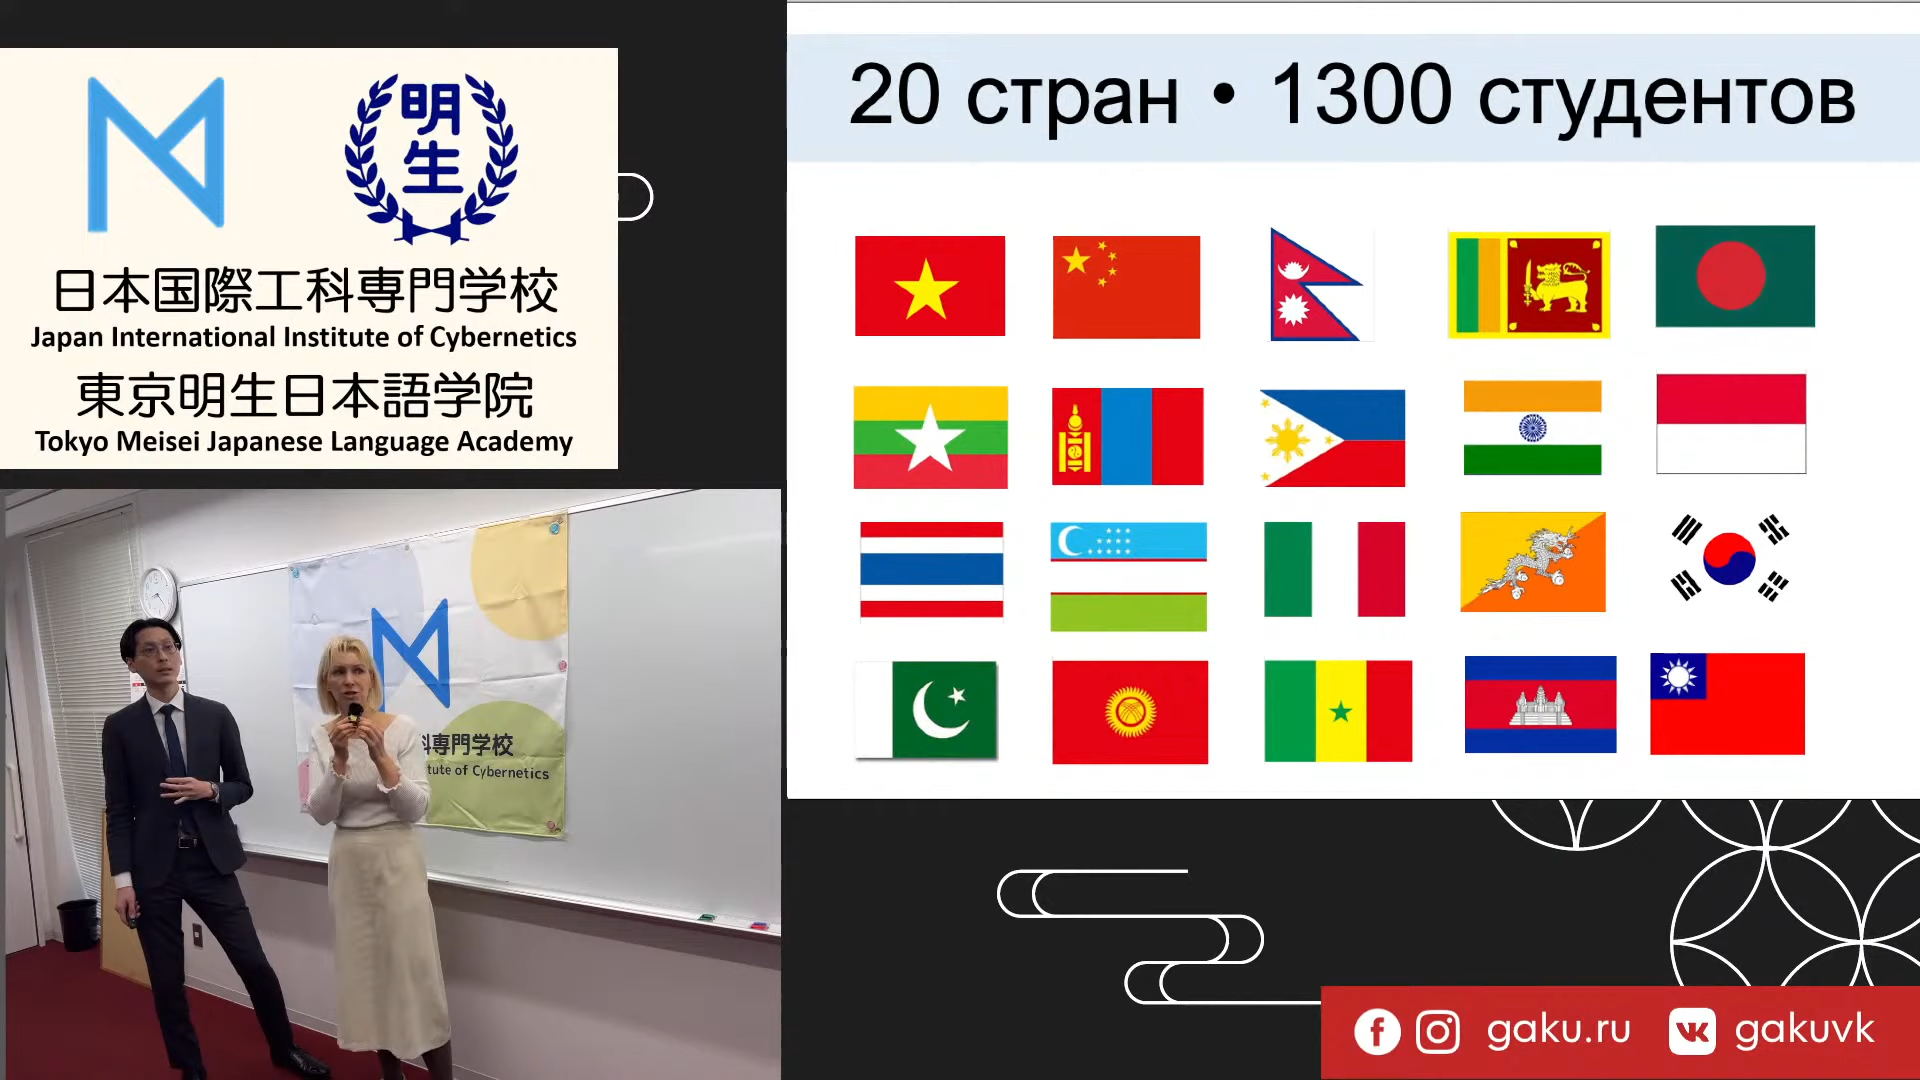 明
生
日本国際工科専門学校
Japan International Institute of Cybernetics
東京明生日本語学院
Tokyo Meisei Japanese Language Academy
20 стран • 1300 студентов
科専門学校
tute of Cybernetics
gaku.ru
gakuvk